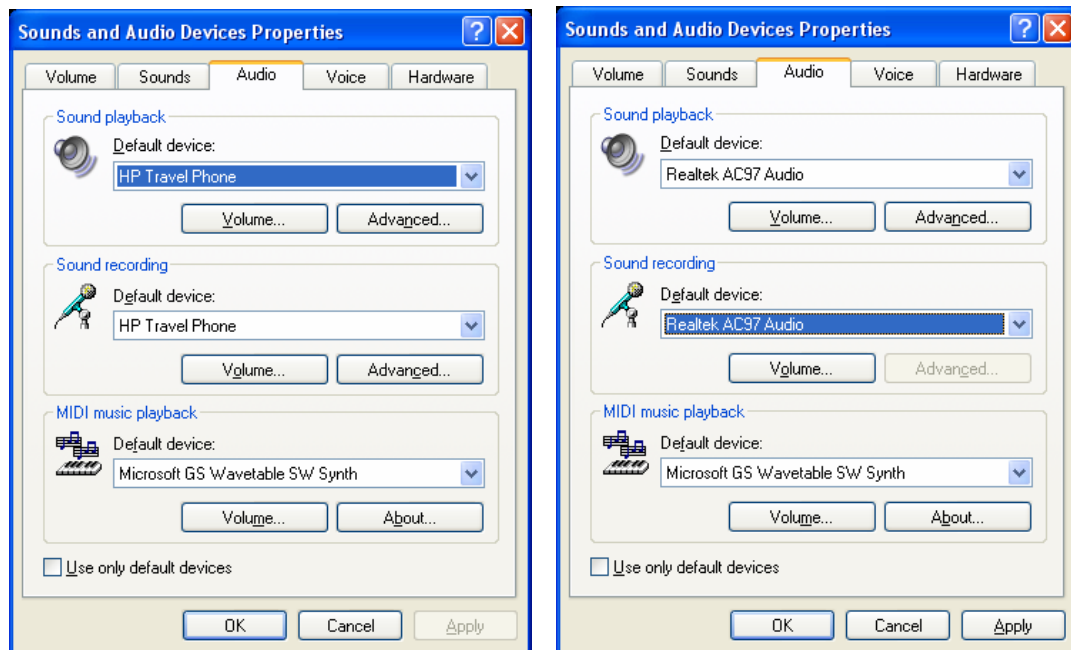 Sounds and Audio Devices Properties
Volume
Sounds
Audio
Voice
Hardware
Sound playback
Default device:
HP Travel Phone
Volume...
Advanced...
Sound recording
Default device:
HP Travel Phone
Volume...
Advanced...
MIDI music playback
Default device:
Microsoft GS Wavetable SW Synth
Volume...
About...
Use only default devices
OK
Cancel
Apply
Sounds and Audio Devices Properties
Volume
Sounds
Audio
Voice
Hardware
Sound playback
Default device:
Realtek AC97 Audio
Volume...
Advanced...
Sound recording
Default device:
Realtek AC97 Audio
Volume...
Advanced...
MIDI music playback
Default device:
Microsoft GS Wavetable SW Synth
Volume...
About...
Use only default devices
OK
Cancel
Apply